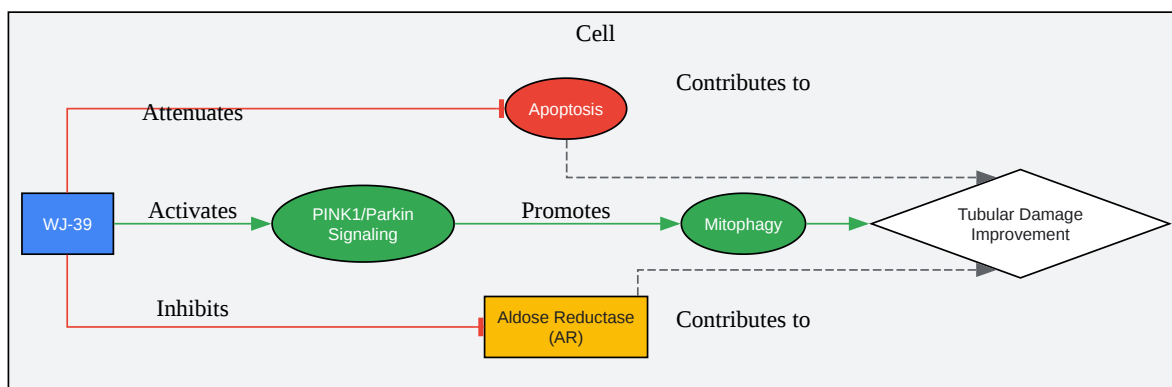 Cell
Contributes to
Apoptosis
Attenuates
WJ-39
Activates
PINK1/Parkin
Signaling
Promotes
Mitophagy
Tubular Damage
Improvement
Inhibits
Aldose Reductase
(AR)
Contributes to